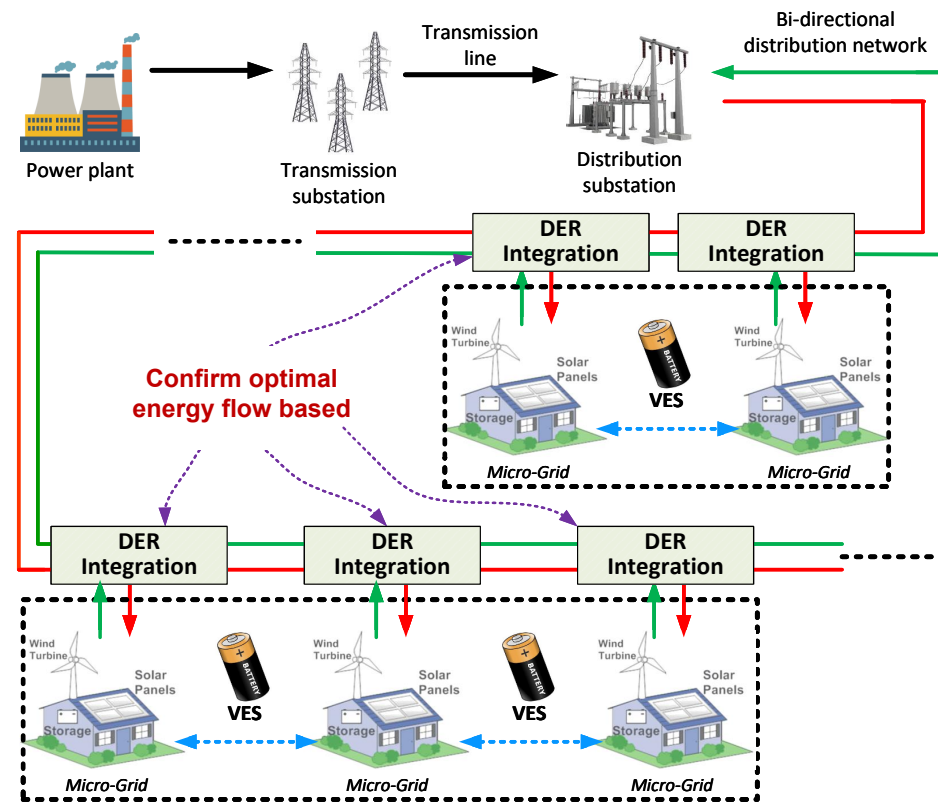 Power plant
Transmission
substation
Transmission
line
Distribution
substation
Bi-directional
distribution network
DER
Integration
DER
Integration
Wind
Turbine
Solar
Panels
Storage
Micro-Grid
+
BATTERY
VES
Wind
Turbine
Solar
Panels
Storage
Micro-Grid
Confirm optimal
energy flow based
DER
Integration
DER
Integration
DER
Integration
Wind
Turbine
Solar
Panels
Storage
Micro-Grid
+
BATTERY
VES
Wind
Turbine
Solar
Panels
Storage
Micro-Grid
+
BATTERY
VES
Wind
Turbine
Solar
Panels
Storage
Micro-Grid